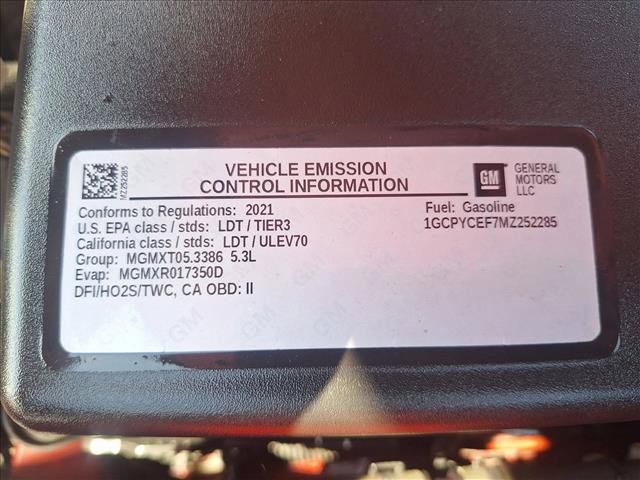 VEHICLE EMISSION
CONTROL INFORMATION
MZ252285
GM
GENERAL
MOTORS
LLC
Conforms to Regulations: 2021
U.S. EPA class / stds: LDT / TIER3
California class / stds: LDT / ULEV70
Group: MGMXT05.3386 5.3L
Evap: MGMXR017350D
DFI/HO2S/TWC, CA OBD: II
Fuel: Gasoline
1GCPYCEF7MZ252285